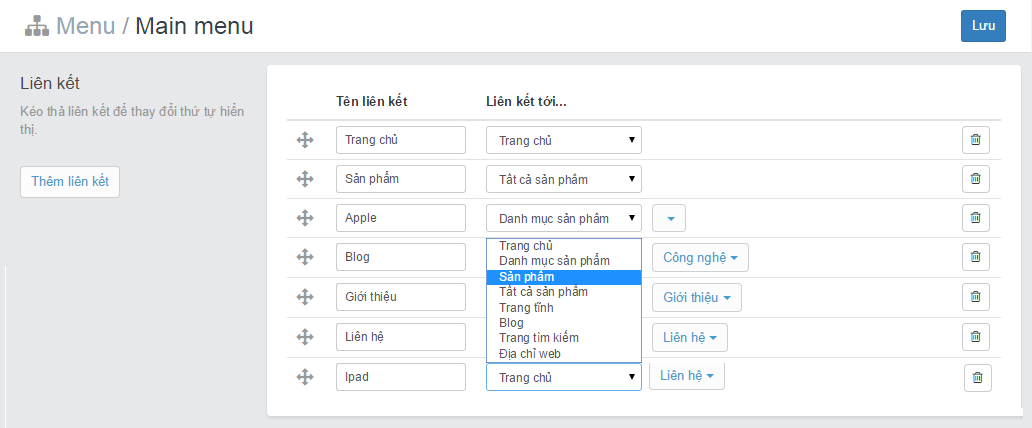 Menu / Main menu
Lưu
Liên kết
Kéo thả liên kết để thay đổi thứ tự hiển
thị.
Thêm liên kết
Tên liên kết Liên kết tới...
Trang chủ Trang chủ
Sản phẩm Tất cả sản phẩm
Apple Danh mục sản phẩm
Blog Công nghệ
Giới thiệu Giới thiệu
Liên hệ Liên hệ
Trang chủ
Danh mục sản phẩm
Sản phẩm
Tất cả sản phẩm
Trang tĩnh
Blog
Trang tìm kiếm
Địa chỉ web
Ipad Trang chủ Liên hệ